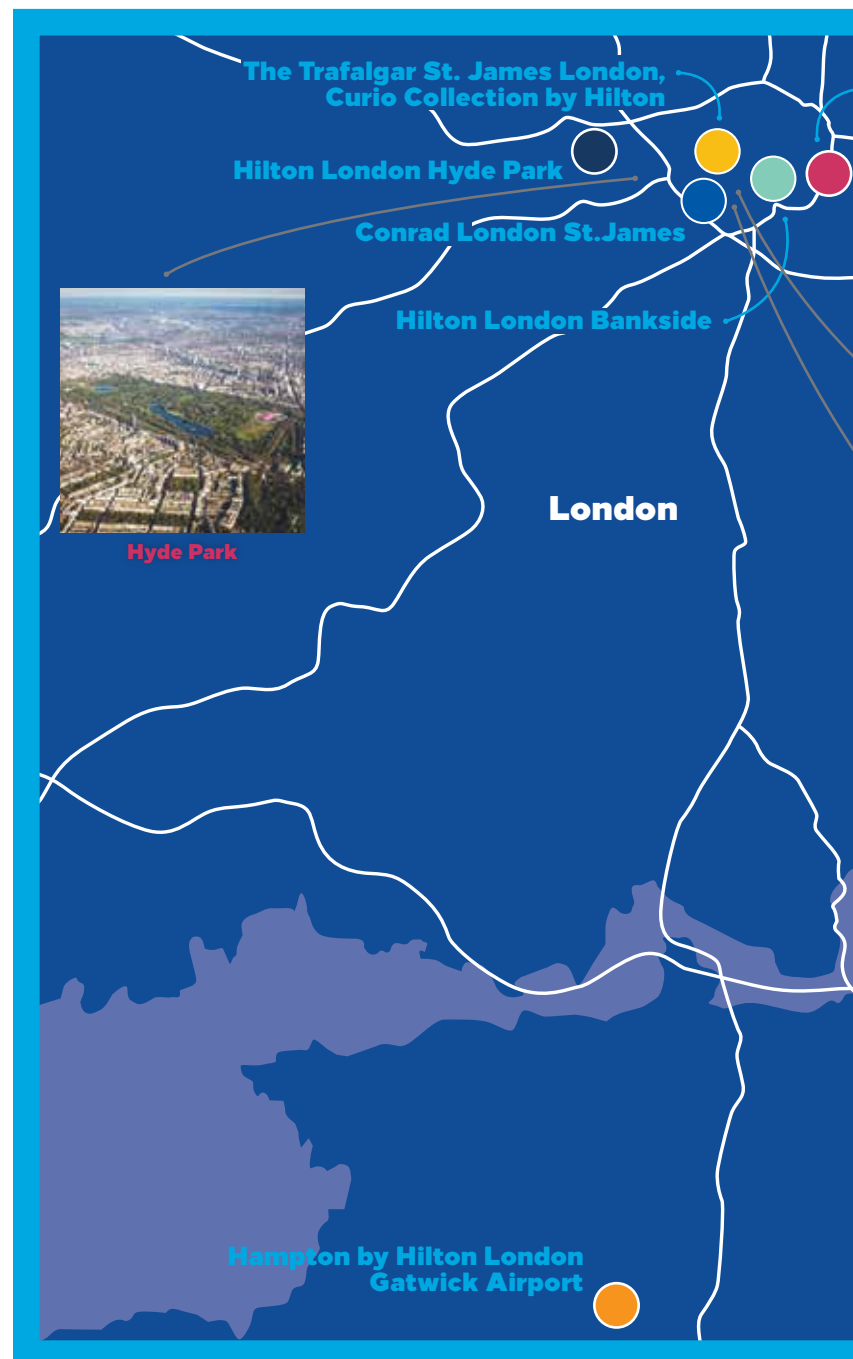 The Trafalgar St. James London,
Curio Collection by Hilton
Hilton London Hyde Park
Conrad London St.James
Hilton London Bankside
Hyde Park
London
Hampton by Hilton London
Gatwick Airport